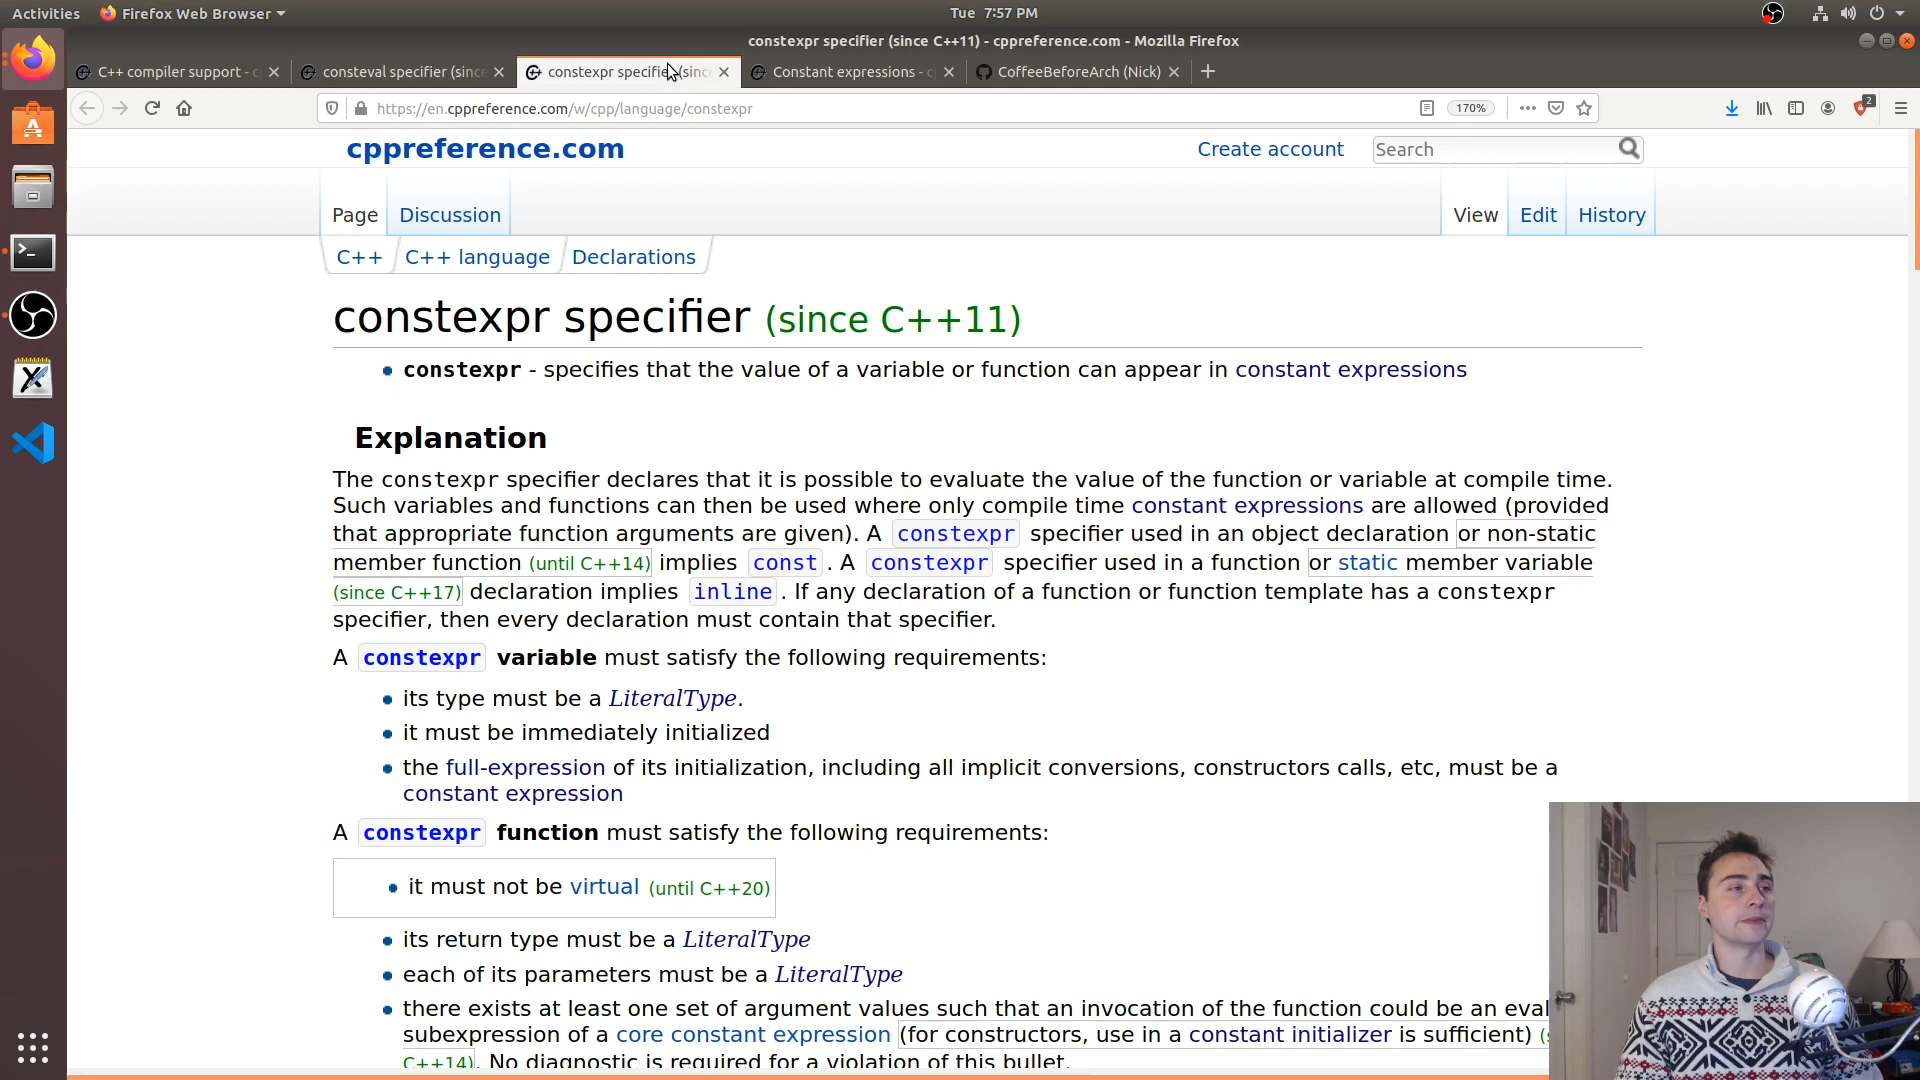 Activities Firefox Web Browser Tue 7:57 PM
constexpr specifier (since C++11) - cppreference.com - Mozilla Firefox
C++ compiler support - c consteval specifier (since constexpr specifier (sinc Constant expressions - c CoffeeBeforeArch (Nick)
https://en.cppreference.com/w/cpp/language/constexpr 170% 2
cppreference.com Create account Search
Page Discussion View Edit History
C++ C++ language Declarations
constexpr specifier (since C++11)
constexpr - specifies that the value of a variable or function can appear in constant expressions
Explanation
The constexpr specifier declares that it is possible to evaluate the value of the function or variable at compile time.
Such variables and functions can then be used where only compile time constant expressions are allowed (provided
that appropriate function arguments are given). A constexpr specifier used in an object declaration or non-static
member function (until C++14) implies const. A constexpr specifier used in a function or static member variable
(since C++17) declaration implies inline. If any declaration of a function or function template has a constexpr
specifier, then every declaration must contain that specifier.
A constexpr variable must satisfy the following requirements:
its type must be a LiteralType.
it must be immediately initialized
the full-expression of its initialization, including all implicit conversions, constructors calls, etc, must be a
constant expression
A constexpr function must satisfy the following requirements:
it must not be virtual (until C++20)
its return type must be a LiteralType
each of its parameters must be a LiteralType
there exists at least one set of argument values such that an invocation of the function could be an eval
subexpression of a core constant expression (for constructors, use in a constant initializer is sufficient) (s
C++14). No diagnostic is required for a violation of this bullet.